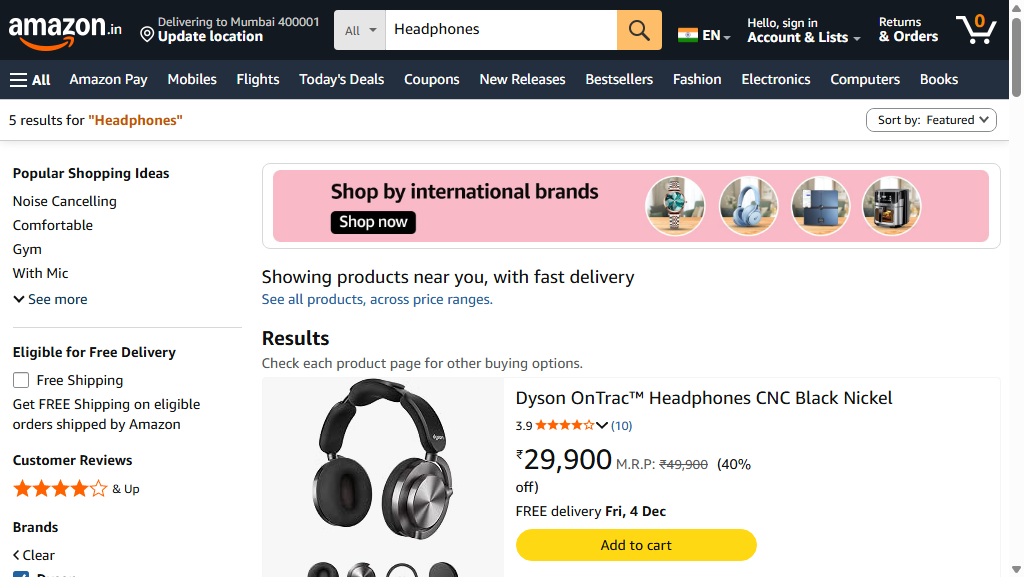 amazon.in
Delivering to Mumbai 400001
Update location
All
Headphones
EN
Hello, sign in
Account & Lists
Returns
& Orders
0
All
Amazon Pay
Mobiles
Flights
Today's Deals
Coupons
New Releases
Bestsellers
Fashion
Electronics
Computers
Books
5 results for "Headphones"
Sort by: Featured
Popular Shopping Ideas
Noise Cancelling
Comfortable
Gym
With Mic
See more
Eligible for Free Delivery
Free Shipping
Get FREE Shipping on eligible
orders shipped by Amazon
Customer Reviews
& Up
Brands
Clear
Dyson
Shop by international brands
Shop now
Showing products near you, with fast delivery
See all products, across price ranges.
Results
Check each product page for other buying options.
dyson
Dyson OnTrac™ Headphones CNC Black Nickel
3.9 (10)
₹29,900 M.R.P: ₹49,900 (40%
off)
FREE delivery Fri, 4 Dec
Add to cart